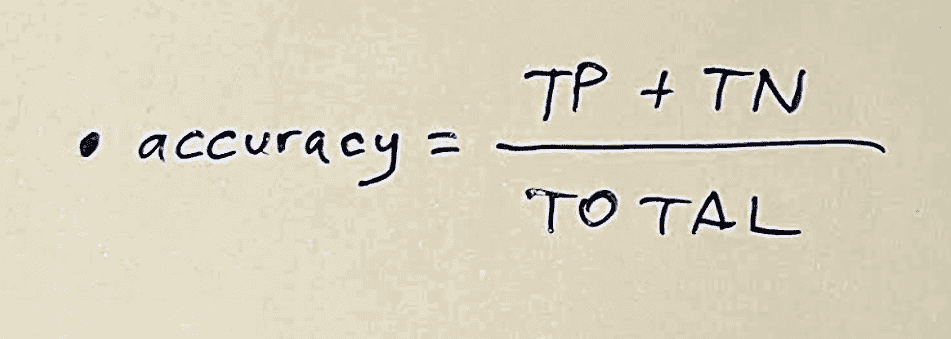 • accuracy = TP + TN
TOTAL